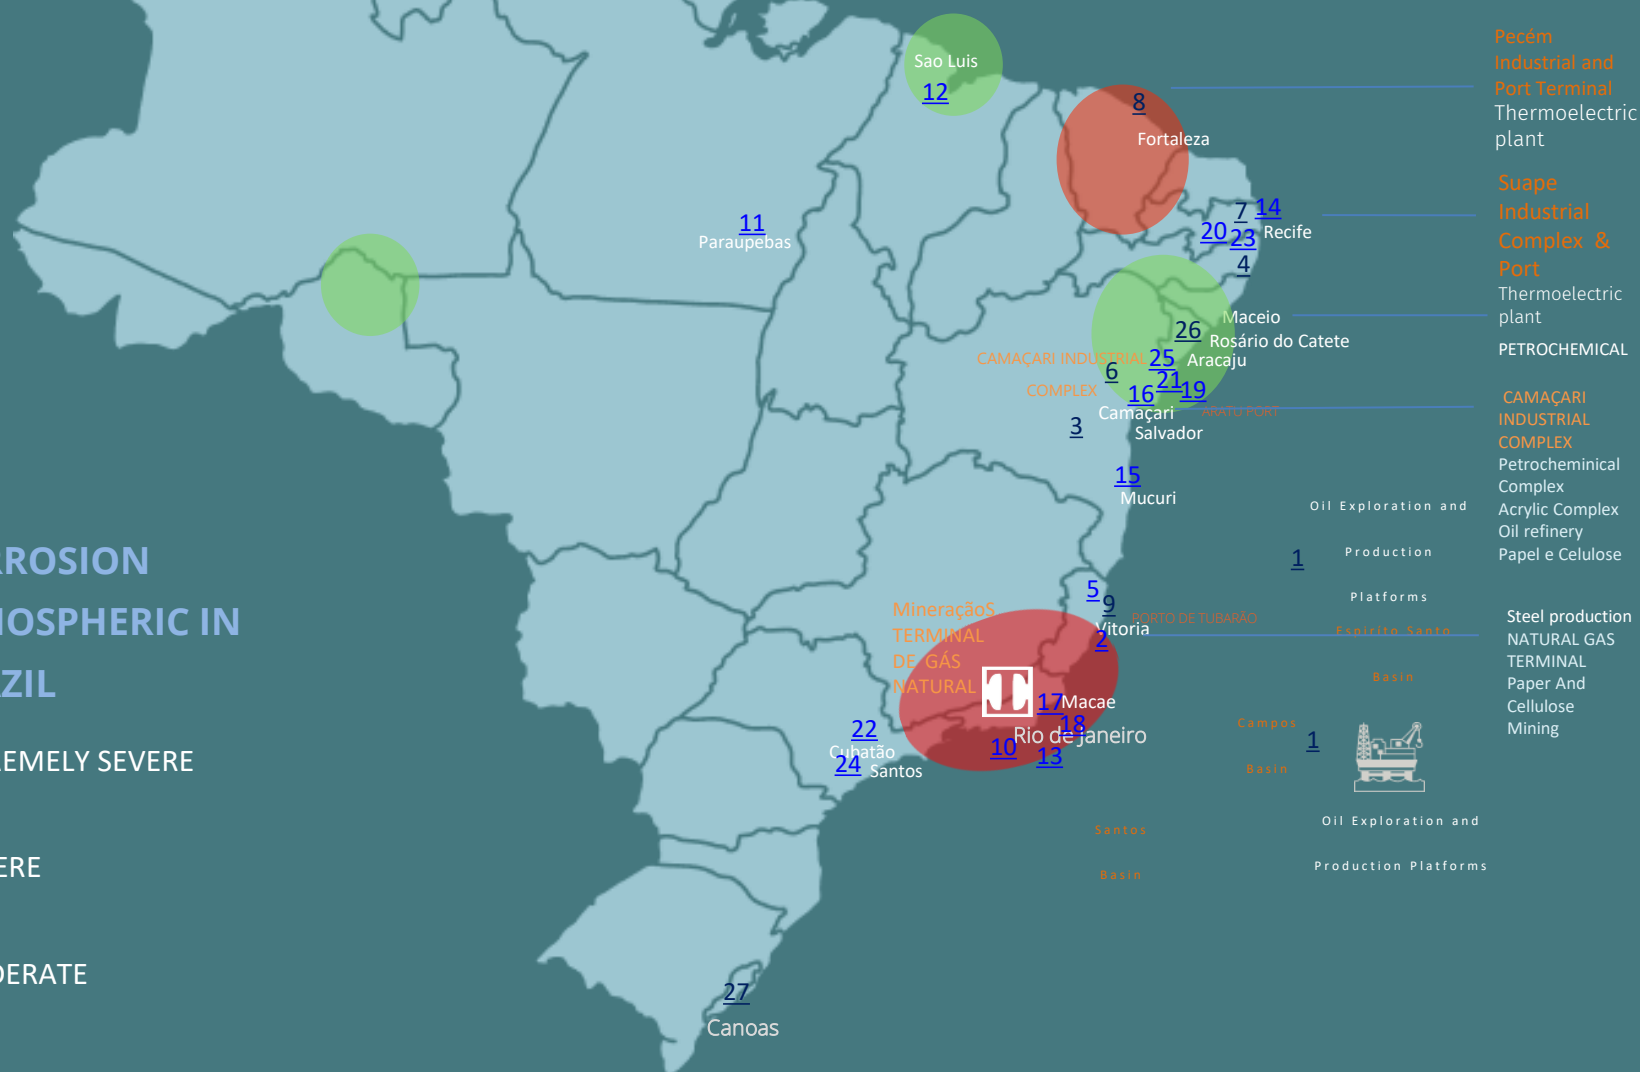 Sao Luis
12
8
Fortaleza
11
Paraupebas
7
14
20
23
Recife
4
Maceio
26
Rosário do Catete
CAMAÇARI INDUSTRIAL
COMPLEX
25
Aracaju
6
21
19
16
Camaçari
ARATU PORT
3
Salvador
15
Mucuri
Pecém
Industrial and
Port Terminal
Thermoelectric
plant
Suape
Industrial
Complex &
Port
Thermoelectric
plant
PETROCHEMICAL
CAMAÇARI
INDUSTRIAL
COMPLEX
Petrocheminical
Complex
Acrylic Complex
Oil refinery
Papel e Celulose
Oil Exploration and
Production
Platforms
1
Espirito Santo
Basin
Steel production
NATURAL GAS
TERMINAL
Paper And
Cellulose
Mining
5
9
PORTO DE TUBARÃO
Vitoria
2
MineraçãoS
TERMINAL
DE GÁS
NATURAL
17
Macae
18
Rio de janeiro
10
13
22
Cubatão
24
Santos
Campos
Basin
1
Oil Exploration and
Production Platforms
Santos
Basin
27
Canoas
RROSION
MOSPHERIC IN
AZIL
REMELY SEVERE
ERE
DERATE